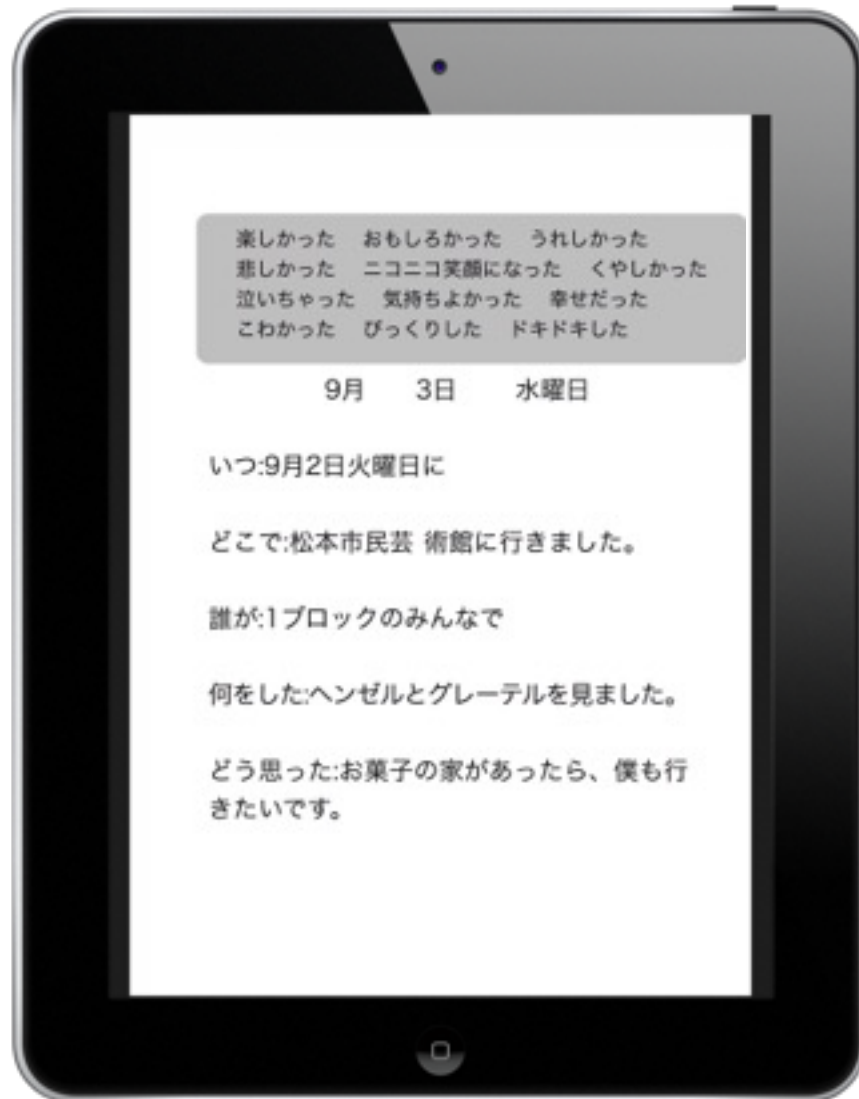 楽しかった おもしろかった うれしかった
悲しかった ニコニコ笑顔になった くやしかった
泣いちゃった 気持ちよかった 幸せだった
こわかった びっくりした ドキドキした
9月 3日 水曜日
いつ:9月2日火曜日に
どこで:松本市民芸 術館に行きました。
誰が:1ブロックのみんなで
何をした:ヘンゼルとグレーテルを見ました。
どう思った:お菓子の家があったら、僕も行
きたいです。